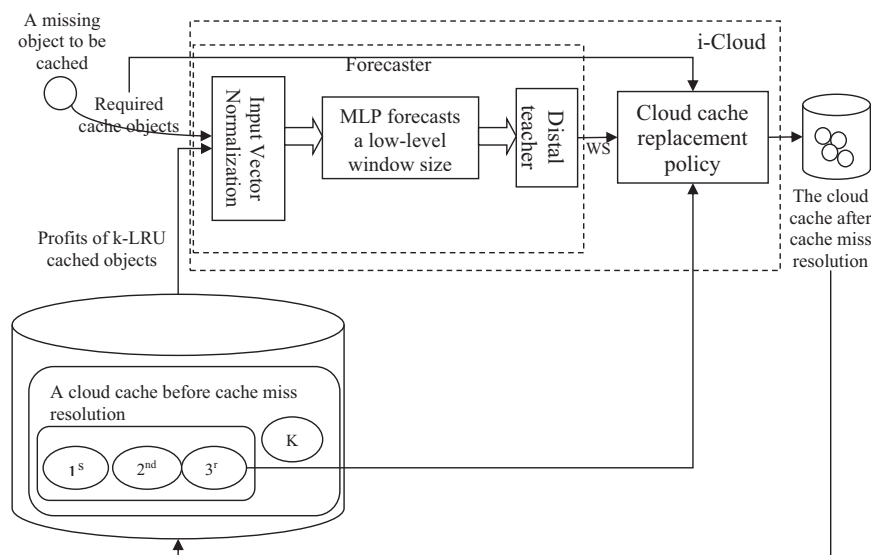 A missing
object to be
cached
i-Cloud
Forecaster
Required
cache objects
Input Vector
Normalization
MLP forecasts
a low-level
window size
Distal
teacher
WS
Cloud cache
replacement
policy
The cloud
cache after
cache miss
resolution
Profits of k-LRU
cached objects
A cloud cache before cache miss
resolution
1s
2nd
3r
K